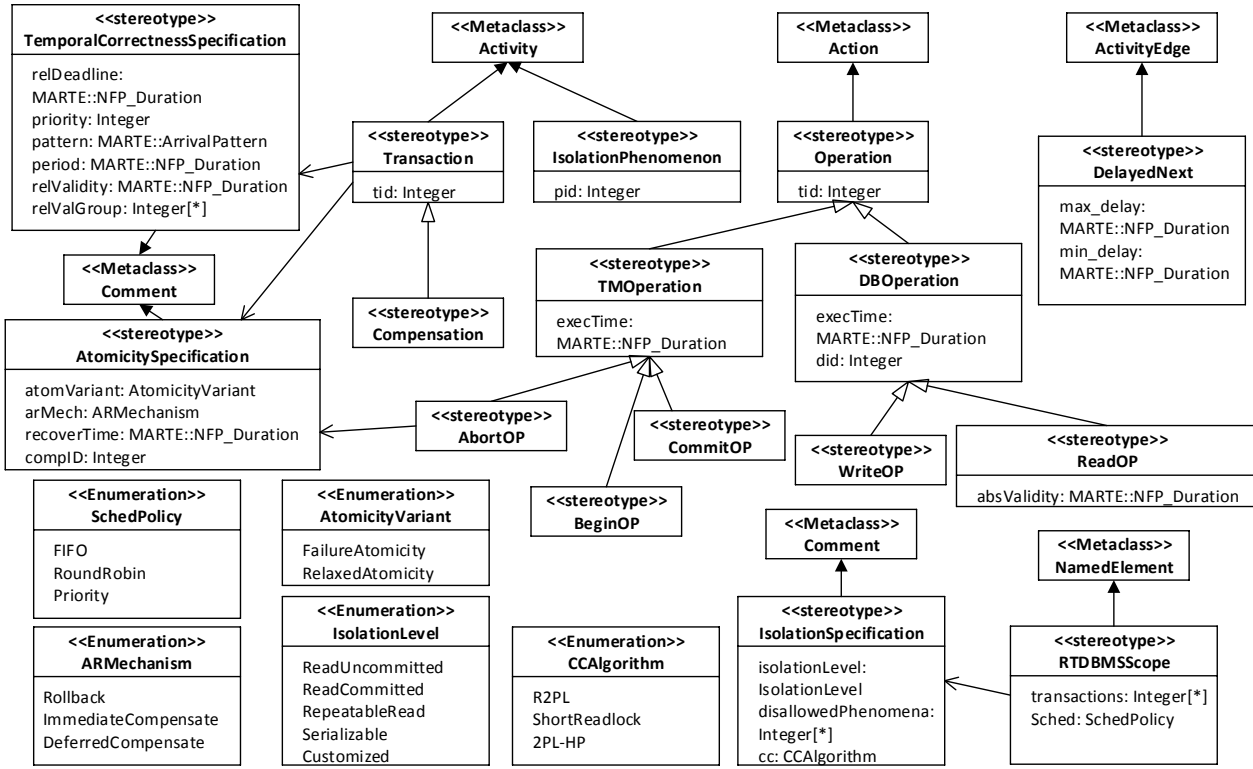 <<stereotype>>
TemporalCorrectnessSpecification
relDeadline:
MARTE::NFP_Duration
priority: Integer
pattern: MARTE::ArrivalPattern
period: MARTE::NFP_Duration
relValidity: MARTE::NFP_Duration
relValGroup: Integer[*]
<<Metaclass>>
Activity
<<Metaclass>>
Action
<<Metaclass>>
ActivityEdge
<<stereotype>>
Transaction
tid: Integer
<<stereotype>>
IsolationPhenomenon
pid: Integer
<<stereotype>>
Operation
tid: Integer
<<stereotype>>
DelayedNext
max_delay:
MARTE::NFP_Duration
min_delay:
MARTE::NFP_Duration
<<Metaclass>>
Comment
<<stereotype>>
Compensation
<<stereotype>>
TMOperation
execTime:
MARTE::NFP_Duration
<<stereotype>>
DBOperation
execTime:
MARTE::NFP_Duration
did: Integer
<<stereotype>>
AtomicitySpecification
atomVariant: AtomicityVariant
arMech: ARMechanism
recoverTime: MARTE::NFP_Duration
compID: Integer
<<stereotype>>
AbortOP
<<stereotype>>
CommitOP
<<stereotype>>
WriteOP
<<stereotype>>
ReadOP
absValidity: MARTE::NFP_Duration
<<stereotype>>
BeginOP
<<Enumeration>>
SchedPolicy
FIFO
RoundRobin
Priority
<<Enumeration>>
AtomicityVariant
FailureAtomicity
RelaxedAtomicity
<<Metaclass>>
Comment
<<Metaclass>>
NamedElement
<<Enumeration>>
ARMechanism
Rollback
ImmediateCompensate
DeferredCompensate
<<Enumeration>>
IsolationLevel
ReadUncommitted
ReadCommitted
RepeatableRead
Serializable
Customized
<<Enumeration>>
CCAlgorithm
R2PL
ShortReadlock
2PL-HP
<<stereotype>>
IsolationSpecification
isolationLevel:
IsolationLevel
disallowedPhenomena:
Integer[*]
cc: CCAlgorithm
<<stereotype>>
RTDBMSScope
transactions: Integer[*]
Sched: SchedPolicy